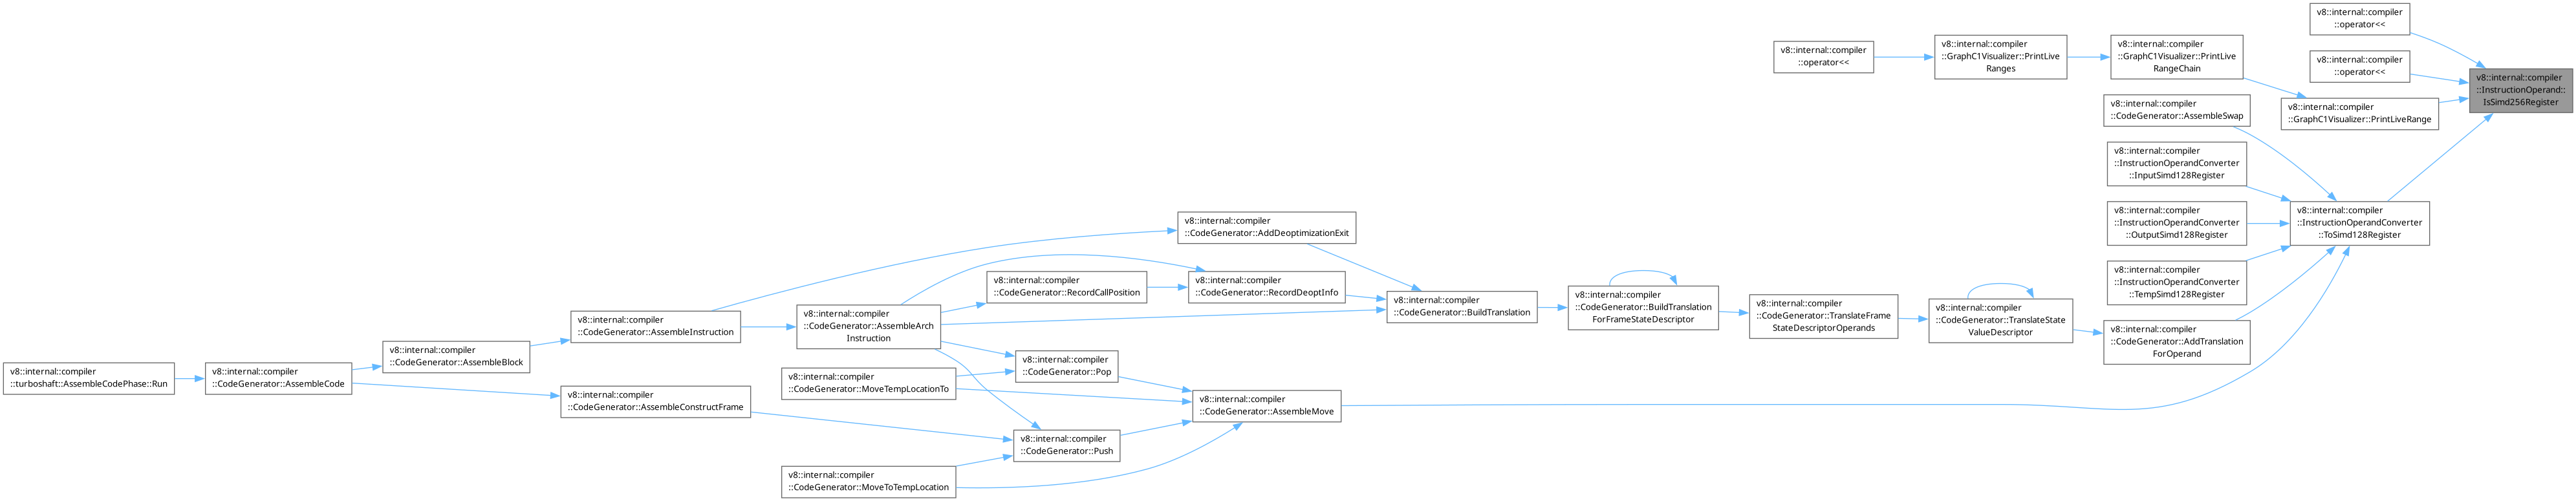 v8::internal::compiler
::operator<<
v8::internal::compiler
::operator<<
v8::internal::compiler
::GraphC1Visualizer::PrintLive
Ranges
v8::internal::compiler
::GraphC1Visualizer::PrintLive
RangeChain
v8::internal::compiler
::operator<<
v8::internal::compiler
::InstructionOperand::
IsSimd256Register
v8::internal::compiler
::CodeGenerator::AssembleSwap
v8::internal::compiler
::GraphC1Visualizer::PrintLiveRange
v8::internal::compiler
::InstructionOperandConverter
::InputSimd128Register
v8::internal::compiler
::InstructionOperandConverter
::OutputSimd128Register
v8::internal::compiler
::InstructionOperandConverter
::ToSimd128Register
v8::internal::compiler
::InstructionOperandConverter
::TempSimd128Register
v8::internal::compiler
::CodeGenerator::AddDeoptimizationExit
v8::internal::compiler
::CodeGenerator::RecordCallPosition
v8::internal::compiler
::CodeGenerator::RecordDeoptInfo
v8::internal::compiler
::CodeGenerator::BuildTranslation
v8::internal::compiler
::CodeGenerator::BuildTranslation
ForFrameStateDescriptor
v8::internal::compiler
::CodeGenerator::TranslateFrame
StateDescriptorOperands
v8::internal::compiler
::CodeGenerator::TranslateState
ValueDescriptor
v8::internal::compiler
::CodeGenerator::AddTranslation
ForOperand
v8::internal::compiler
::CodeGenerator::AssembleInstruction
v8::internal::compiler
::CodeGenerator::AssembleArch
Instruction
v8::internal::compiler
::turboshaft::AssembleCodePhase::Run
v8::internal::compiler
::CodeGenerator::AssembleCode
v8::internal::compiler
::CodeGenerator::AssembleBlock
v8::internal::compiler
::CodeGenerator::MoveTempLocationTo
v8::internal::compiler
::CodeGenerator::Pop
v8::internal::compiler
::CodeGenerator::AssembleConstructFrame
v8::internal::compiler
::CodeGenerator::AssembleMove
v8::internal::compiler
::CodeGenerator::Push
v8::internal::compiler
::CodeGenerator::MoveToTempLocation